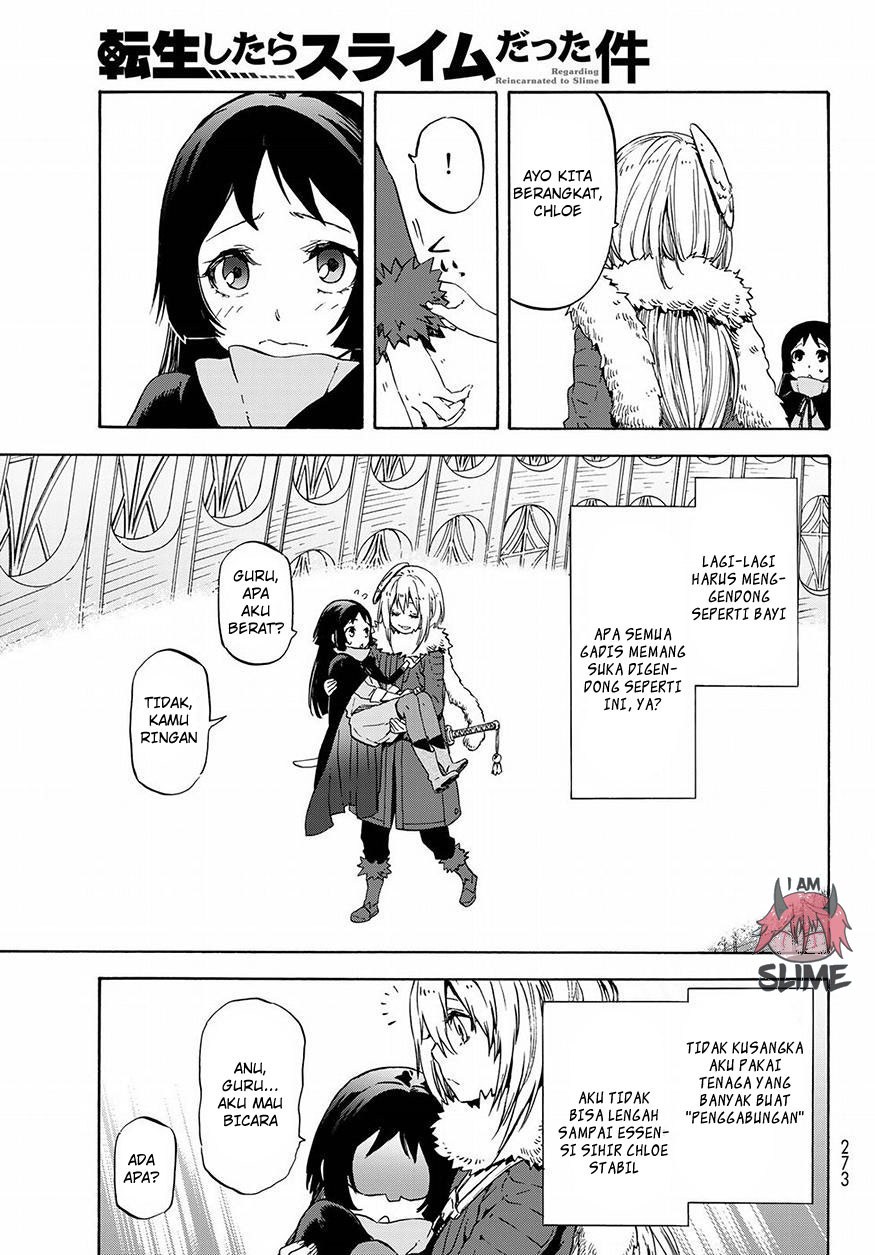 転生したらスライムだった件
Regarding
Reincarnated to Slime
AYO KITA
BERANGKAT,
CHLOE
!
LAGI-LAGI
HARUS MENG-
GENDONG
SEPERTI BAYI
APA SEMUA
GADIS MEMANG
SUKA DIGEN-
DONG SEPERTI
INI, YA?
GURU,
APA
AKU
BERAT?
TIDAK,
KAMU
RINGAN
I AM
SLIME
TIDAK KUSANGKA
AKU PAKAI
TENAGA YANG
BANYAK BUAT
"PENGGABUNGAN"
AKU TIDAK
BISA LENGAH
SAMPAI ESSEN-
SI SIHIR CHLOE
STABIL
ANU,
GURU...
AKU MAU
BICARA
ADA
APA?
273